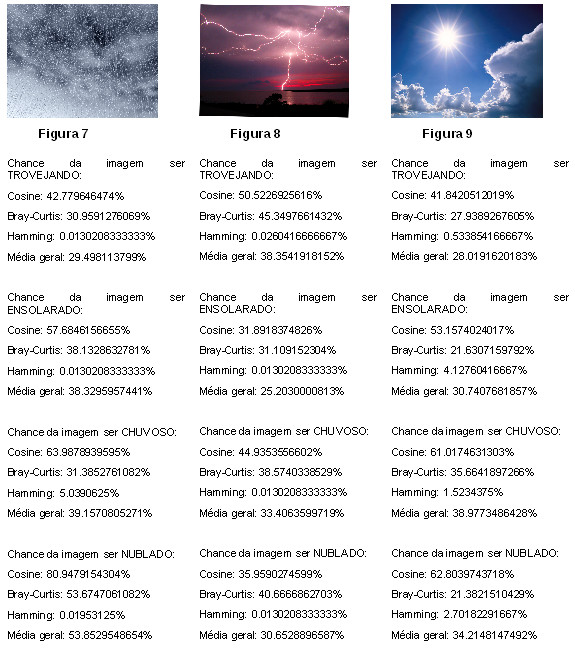 Figura 7
Chance da imagem ser
TROVEJANDO:
Cosine: 42.779646474%
Bray-Curtis: 30.9591276069%
Hamming: 0.0130208333333%
Média geral: 29.498113799%
Chance da imagem ser
ENSOLARADO:
Cosine: 57.6846156655%
Bray-Curtis: 38.1328632781%
Hamming: 0.0130208333333%
Média geral: 38.3295957441%
Chance da imagem ser CHUVOSO:
Cosine: 63.9878939595%
Bray-Curtis: 31.3852761082%
Hamming: 5.0390625%
Média geral: 39.1570805271%
Chance da imagem ser NUBLADO:
Cosine: 80.9479154304%
Bray-Curtis: 53.6747061082%
Hamming: 0.01953125%
Média geral: 53.8529548654%
Figura 8
Chance da imagem ser
TROVEJANDO:
Cosine: 50.5226925616%
Bray-Curtis: 45.3497661432%
Hamming: 0.0260416666667%
Média geral: 38.3541918152%
Chance da imagem ser
ENSOLARADO:
Cosine: 31.8918374826%
Bray-Curtis: 31.109152304%
Hamming: 0.0130208333333%
Média geral: 25.2030000813%
Chance da imagem ser CHUVOSO:
Cosine: 44.9353556602%
Bray-Curtis: 38.5740338529%
Hamming: 0.0130208333333%
Média geral: 33.4063599719%
Chance da imagem ser NUBLADO:
Cosine: 35.9590274599%
Bray-Curtis: 40.6666862703%
Hamming: 0.0130208333333%
Média geral: 30.6528896587%
Figura 9
Chance da imagem ser
TROVEJANDO:
Cosine: 41.8420512019%
Bray-Curtis: 27.9389267605%
Hamming: 0.533854166667%
Média geral: 28.0191620183%
Chance da imagem ser
ENSOLARADO:
Cosine: 53.1574024017%
Bray-Curtis: 21.6307159792%
Hamming: 4.12760416667%
Média geral: 30.7407681857%
Chance da imagem ser CHUVOSO:
Cosine: 61.0174631303%
Bray-Curtis: 35.6641897266%
Hamming: 1.5234375%
Média geral: 38.9773486428%
Chance da imagem ser NUBLADO:
Cosine: 62.8039743718%
Bray-Curtis: 21.3821510429%
Hamming: 2.70182291667%
Média geral: 34.2148147492%